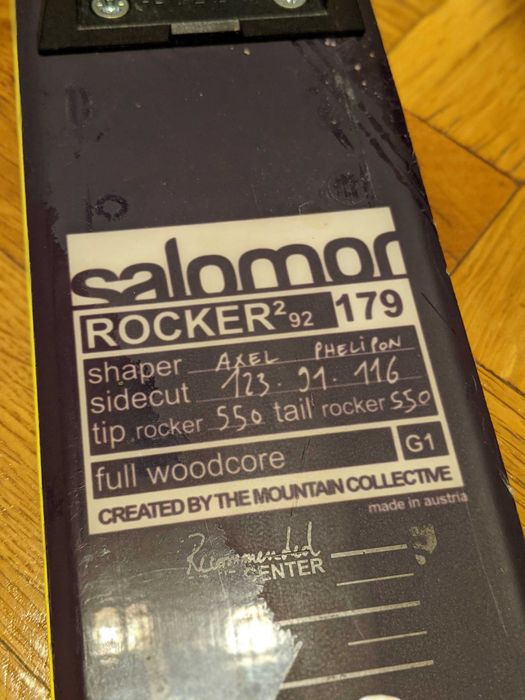 salomon
ROCKER² 92 179
shaper AXEL PHELIPON
sidecut 123.91.116
tip rocker 550 tail rocker 550
full woodcore G1
CREATED BY THE MOUNTAIN COLLECTIVE
made in austria
Recommended
CENTER